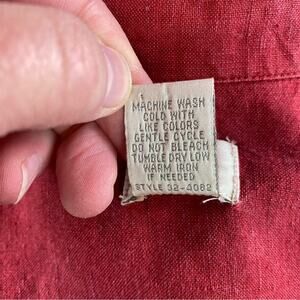 MACHINE WASH
COLD WITH
LIKE COLORS
GENTLE CYCLE
DO NOT BLEACH
TUMBLE DRY LOW
WARM IRON
IF NEEDED
STYLE 32-4082